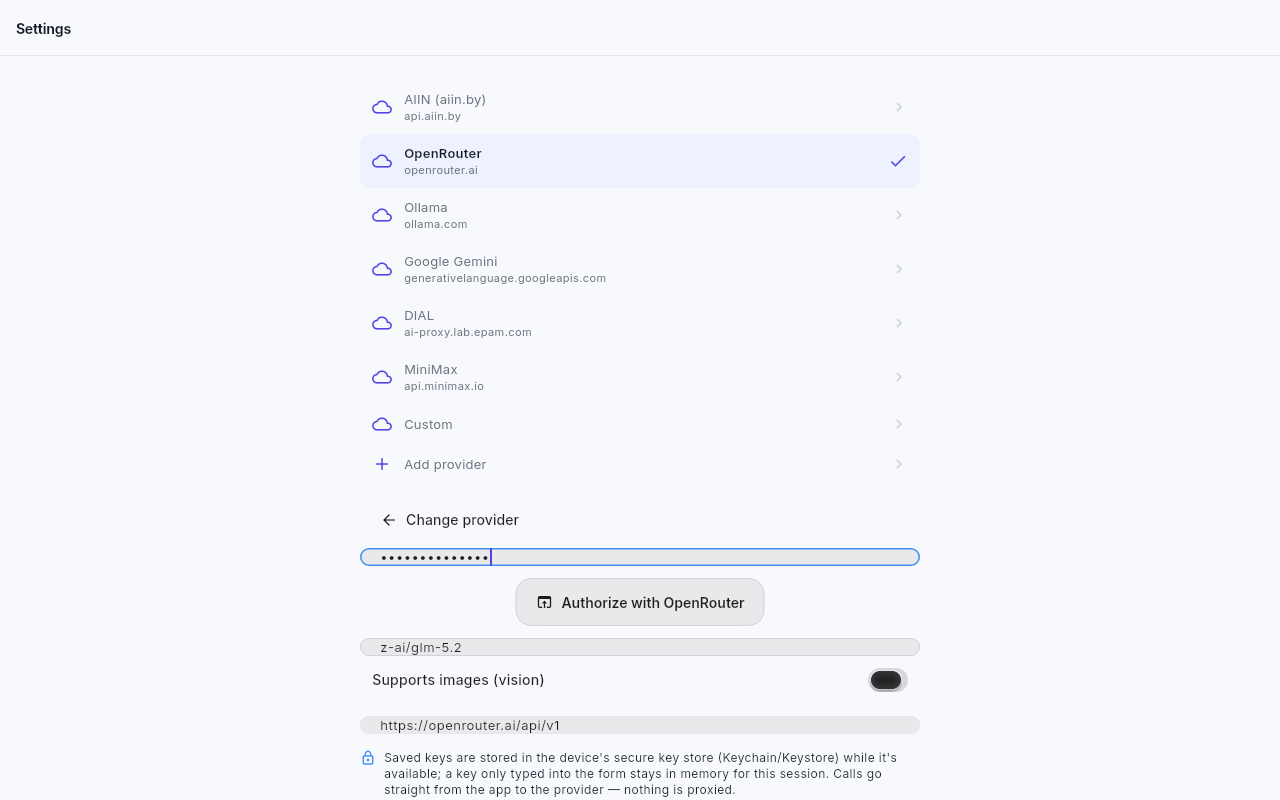 Settings
AIIN (aiin.by)
api.aiin.by
OpenRouter
openrouter.ai
Ollama
ollama.com
Google Gemini
generativelanguage.googleapis.com
DIAL
ai-proxy.lab.epam.com
MiniMax
api.minimax.io
Custom
Add provider
Change provider
••••••••••••••
Authorize with OpenRouter
z-ai/glm-5.2
Supports images (vision)
https://openrouter.ai/api/v1
Saved keys are stored in the device's secure key store (Keychain/Keystore) while it's
available; a key only typed into the form stays in memory for this session. Calls go
straight from the app to the provider — nothing is proxied.